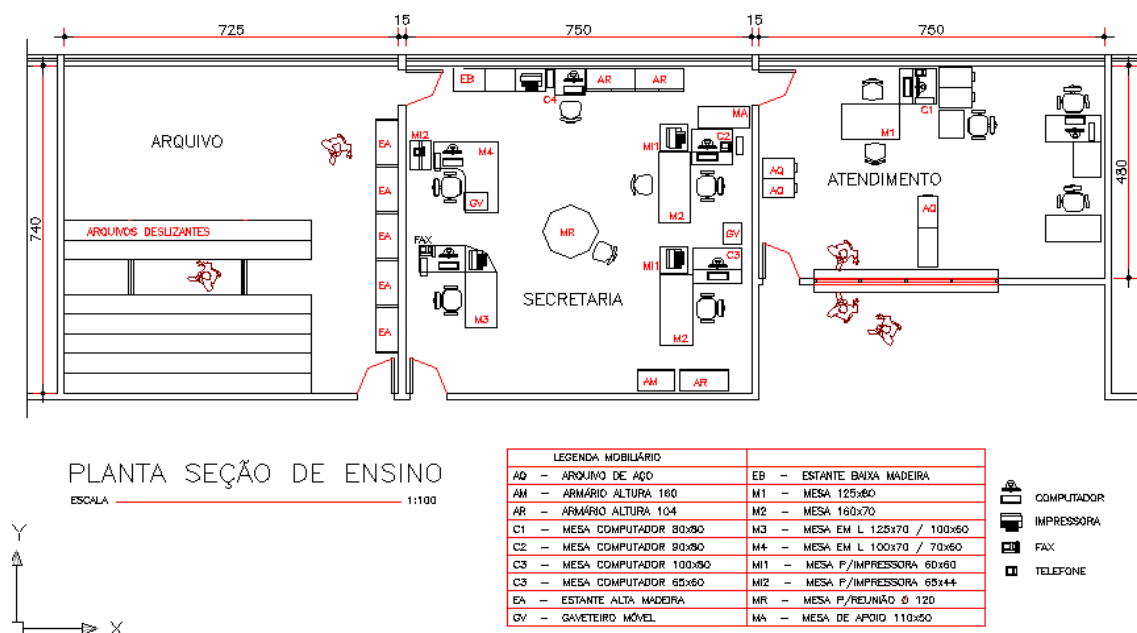 725
15
750
15
750
EB
AR
AR
C4
MA
C1
M1
ARQUIVO
EA
MI2
M4
MI1
C2
740
480
EA
GV
M2
AQ
AQ
ATENDIMENTO
AQ
ARQUIVOS DESLIZANTES
EA
FAX
MR
GV
MI1
C3
EA
SECRETARIA
EA
M3
M2
AM
AR
PLANTA SEÇÃO DE ENSINO
ESCALA 1:100
LEGENDA MOBILIÁRIO
AQ – ARQUIVO DE AÇO
EB – ESTANTE BAIXA MADEIRA
AM – ARMÁRIO ALTURA 160
M1 – MESA 125x80
AR – ARMÁRIO ALTURA 104
M2 – MESA 160x70
C1 – MESA COMPUTADOR 80x80
M3 – MESA EM L 125x70 / 100x60
C2 – MESA COMPUTADOR 90x80
M4 – MESA EM L 100x70 / 70x60
C3 – MESA COMPUTADOR 100x80
MI1 – MESA P/IMPRESSORA 60x60
C3 – MESA COMPUTADOR 65x60
MI2 – MESA P/IMPRESSORA 65x44
EA – ESTANTE ALTA MADEIRA
MR – MESA P/REUNIÃO Ø 120
GV – GAVETEIRO MÓVEL
MA – MESA DE APOIO 110x50
COMPUTADOR
IMPRESSORA
FAX
TELEFONE
Y
X